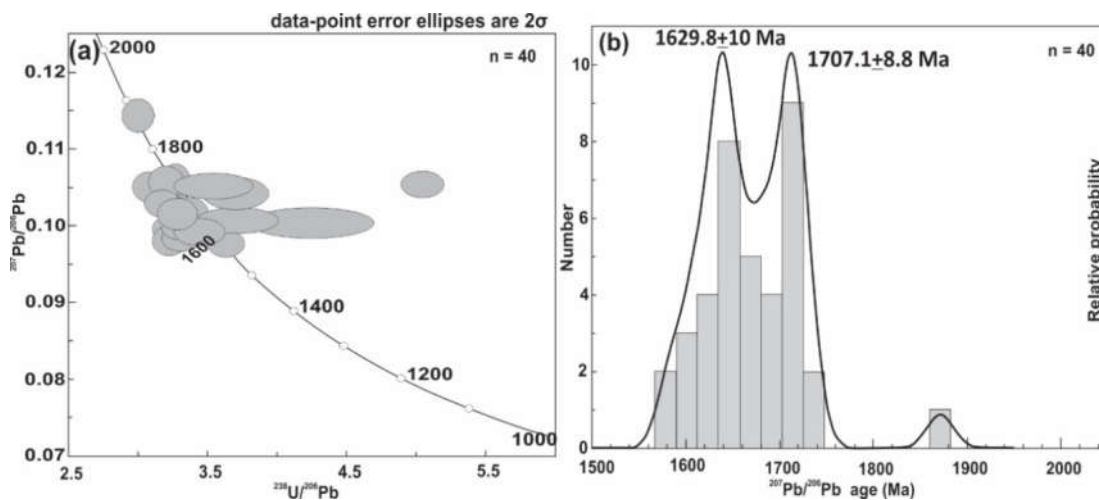 data-point error ellipses are 2σ
(a)
n = 40
2000
1800
1600
1400
1200
1000
0.12
0.11
0.10
0.09
0.08
0.07
²⁰⁷Pb/²⁰⁶Pb
2.5 3.5 4.5 5.5
²³⁸U/²⁰⁶Pb
(b)
1629.8±10 Ma
n = 40
1707.1±8.8 Ma
10
8
6
4
2
0
Number
Relative probability
1500 1600 1700 1800 1900 2000
²⁰⁷Pb/²⁰⁶Pb age (Ma)